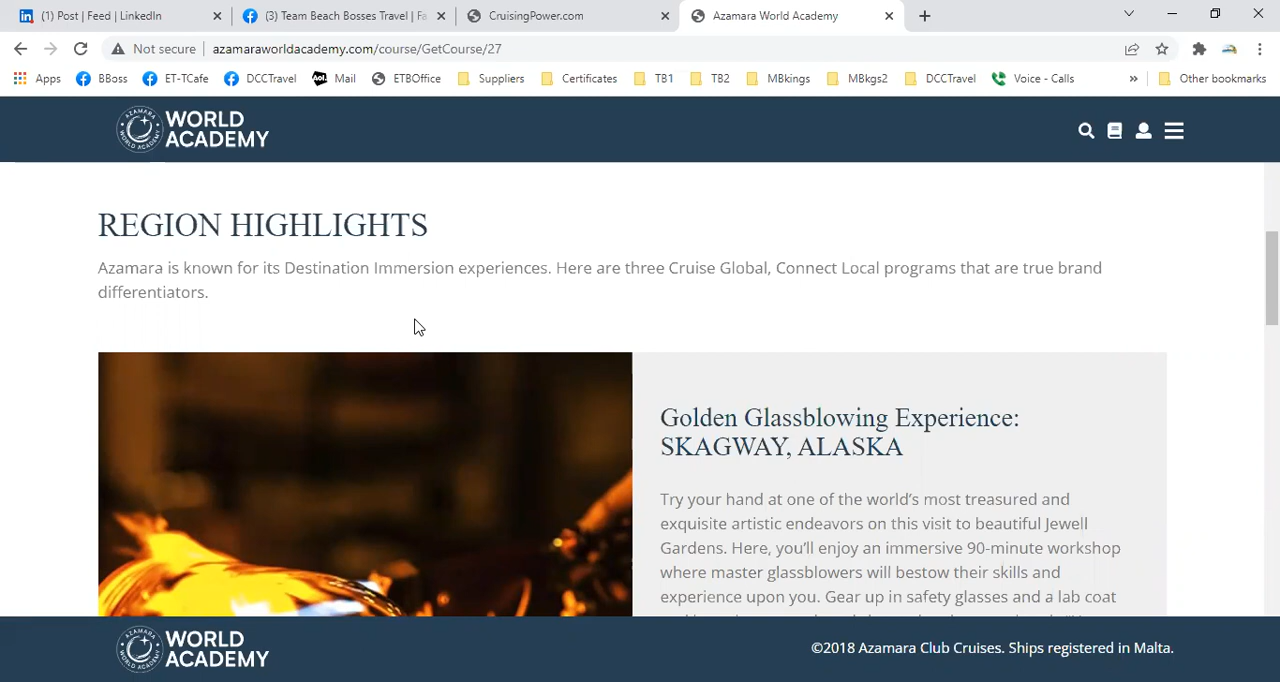 (1) Post | Feed | LinkedIn
(3) Team Beach Bosses Travel | Fa
CruisingPower.com
Azamara World Academy
Not secure
azamaraworldacademy.com/course/GetCourse/27
Apps
BBoss
ET-TCafe
DCCTravel
Aol.
Mail
ETBOffice
Suppliers
Certificates
TB1
TB2
MBkings
MBkgs2
DCCTravel
Voice - Calls
»
Other bookmarks
WORLD
ACADEMY
REGION HIGHLIGHTS
Azamara is known for its Destination Immersion experiences. Here are three Cruise Global, Connect Local programs that are true brand
differentiators.
Golden Glassblowing Experience:
SKAGWAY, ALASKA
Try your hand at one of the world’s most treasured and
exquisite artistic endeavors on this visit to beautiful Jewell
Gardens. Here, you’ll enjoy an immersive 90-minute workshop
where master glassblowers will bestow their skills and
experience upon you. Gear up in safety glasses and a lab coat
WORLD
ACADEMY
©2018 Azamara Club Cruises. Ships registered in Malta.